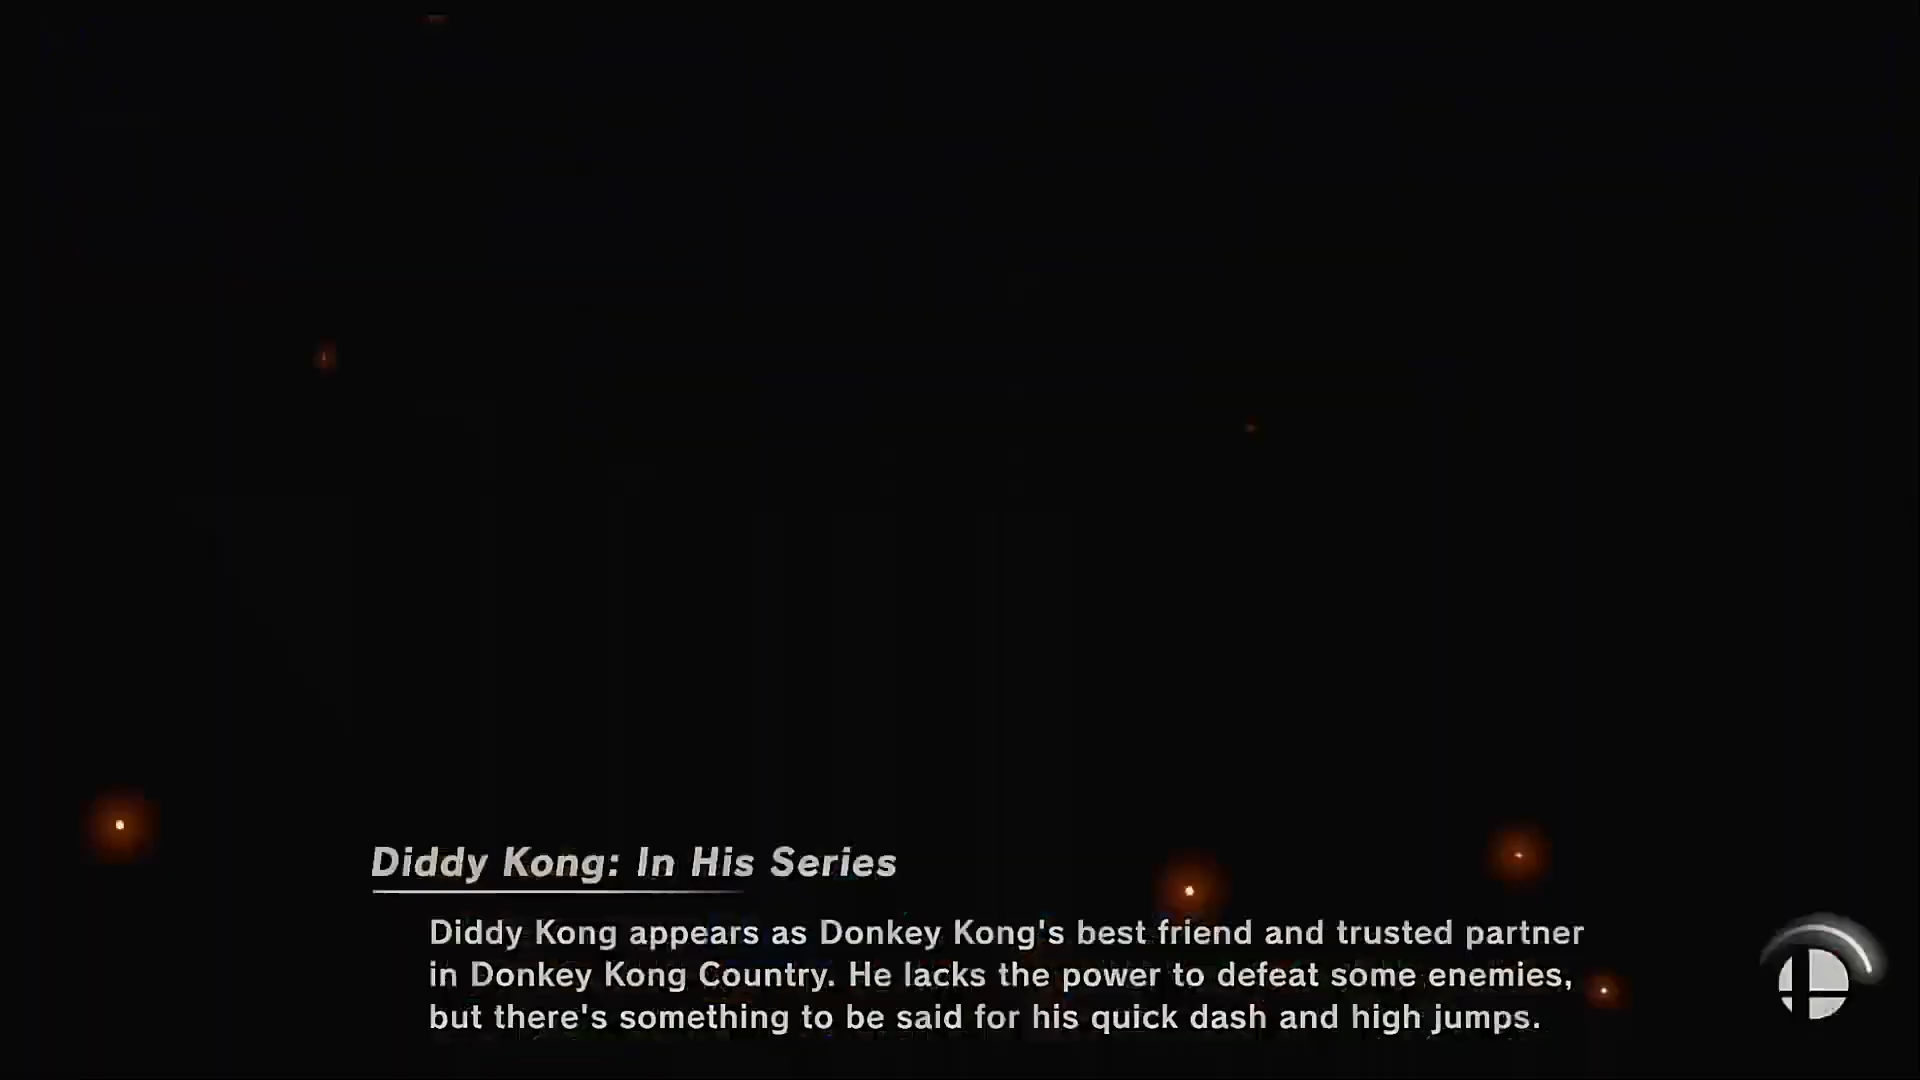 Diddy Kong: In His Series
Diddy Kong appears as Donkey Kong's best friend and trusted partner
in Donkey Kong Country. He lacks the power to defeat some enemies,
but there's something to be said for his quick dash and high jumps.